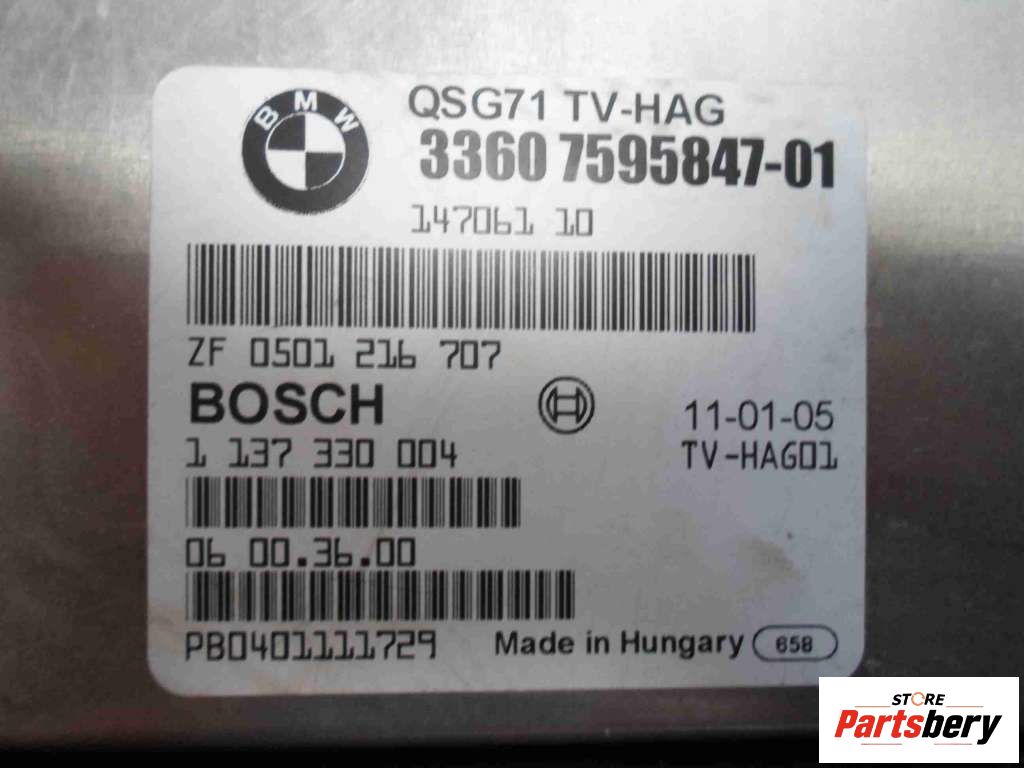 BMW
QSG71 TV-HAG
3360 7595847-01
147061 10
ZF 0501 216 707
BOSCH
11-01-05
1 137 330 004
TV-HAG01
06 00.36.00
PB0401111729
Made in Hungary 658
STORE
Partsbery